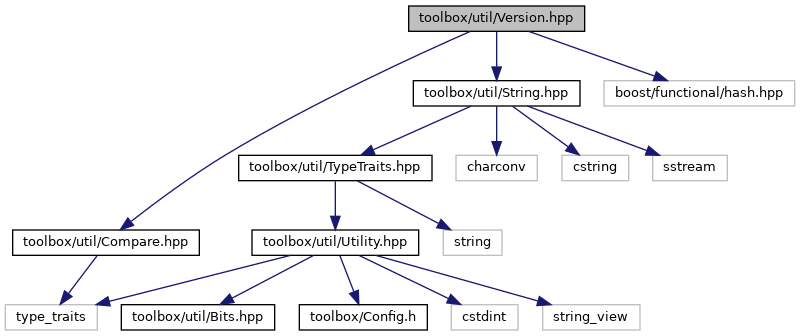 toolbox/util/Version.hpp
toolbox/util/String.hpp
boost/functional/hash.hpp
toolbox/util/TypeTraits.hpp
charconv
cstring
sstream
toolbox/util/Compare.hpp
toolbox/util/Utility.hpp
string
type_traits
toolbox/util/Bits.hpp
toolbox/Config.h
cstdint
string_view